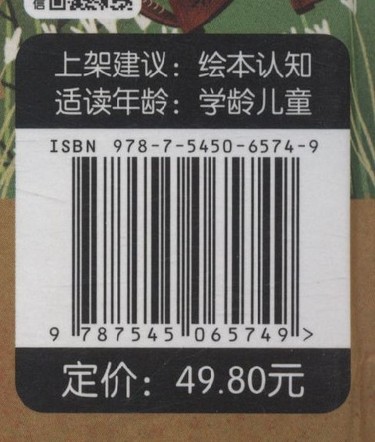 信
上架建议：绘本认知
适读年龄：学龄儿童
ISBN 978-7-5450-6574-9
9 787545 065749 >
定价：49.80元